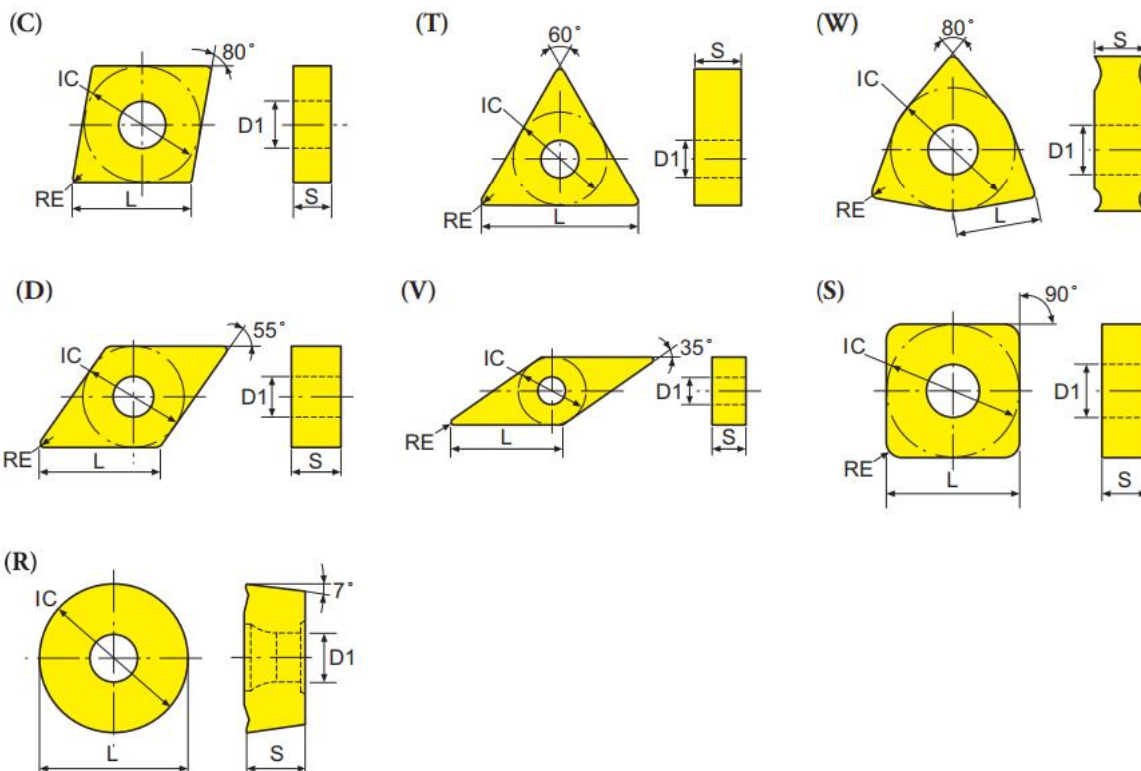 (C)
80°
IC
D1
RE
L
S
(T)
60°
S
IC
D1
RE
L
(W)
80°
S
IC
D1
RE
L
(D)
55°
IC
D1
RE
L
S
(V)
35°
IC
D1
RE
L
S
(S)
90°
IC
D1
RE
L
S
(R)
IC
7°
D1
L
S